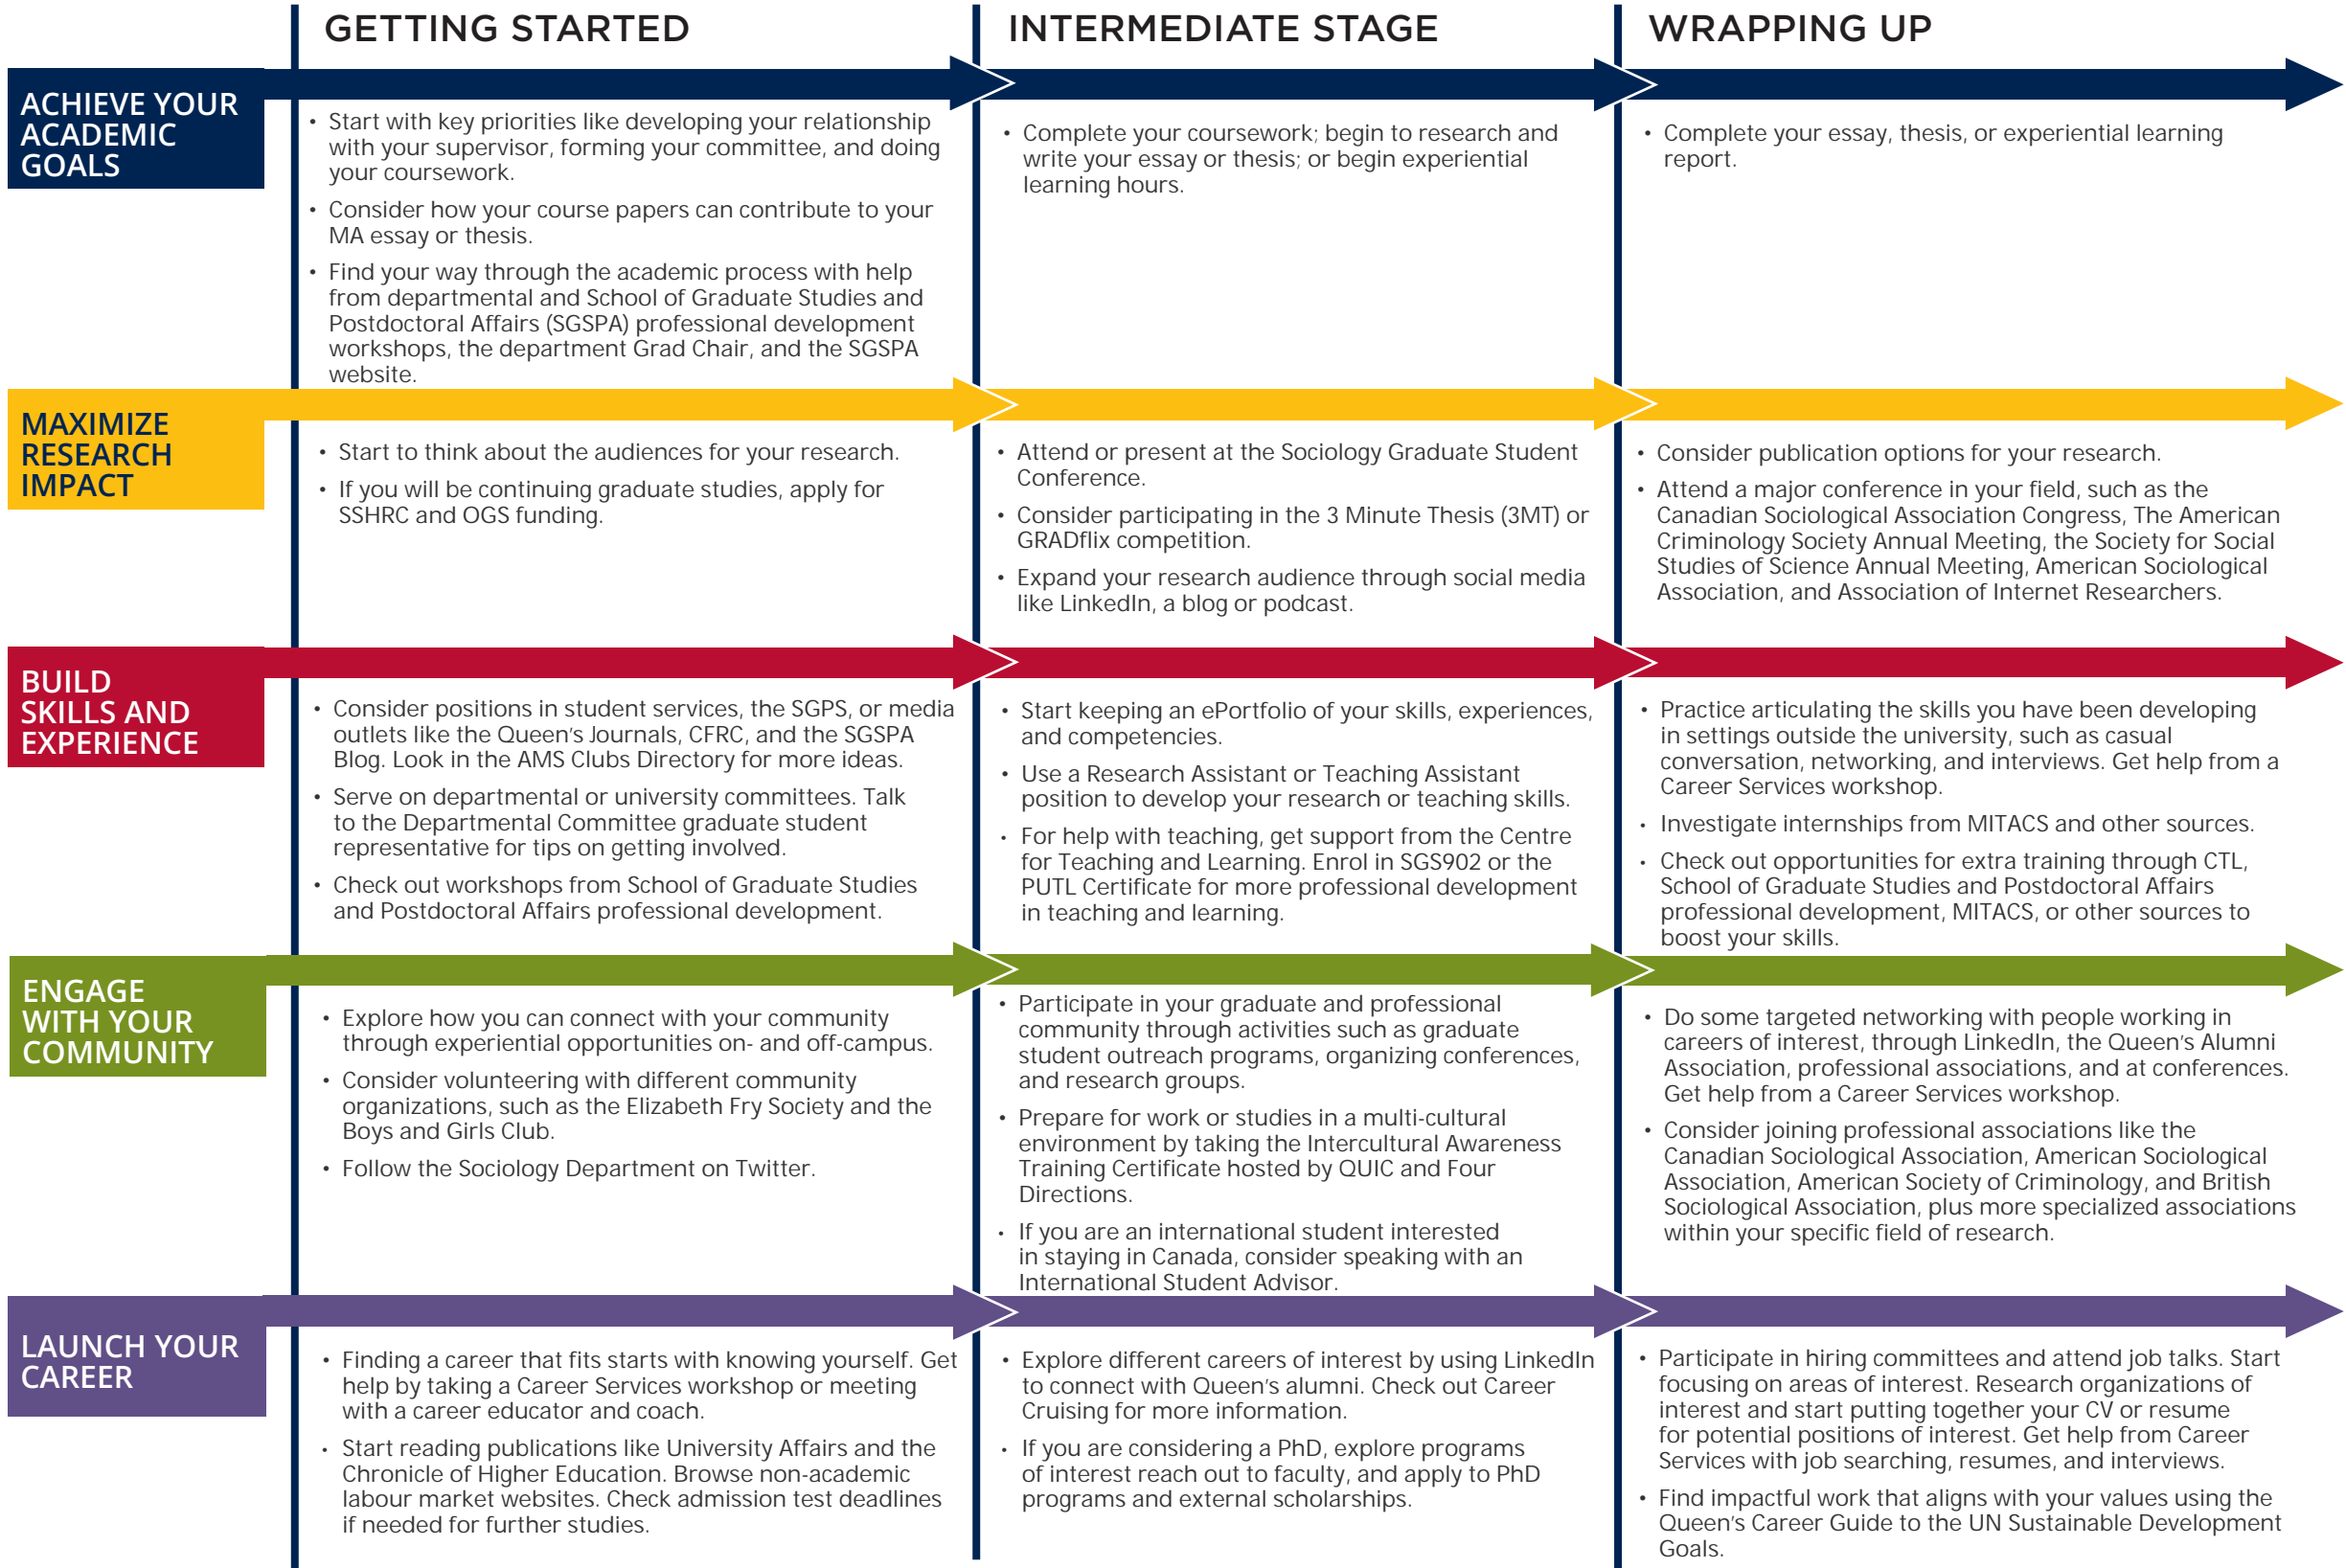 GETTING STARTED
INTERMEDIATE STAGE
WRAPPING UP
ACHIEVE YOUR
ACADEMIC
GOALS
• Start with key priorities like developing your relationship
with your supervisor, forming your committee, and doing
your coursework.
• Consider how your course papers can contribute to your
MA essay or thesis.
• Find your way through the academic process with help
from departmental and School of Graduate Studies and
Postdoctoral Affairs (SGSPA) professional development
workshops, the department Grad Chair, and the SGSPA
website.
• Complete your coursework; begin to research and
write your essay or thesis; or begin experiential
learning hours.
• Complete your essay, thesis, or experiential learning
report.
MAXIMIZE
RESEARCH
IMPACT
• Start to think about the audiences for your research.
• If you will be continuing graduate studies, apply for
SSHRC and OGS funding.
• Attend or present at the Sociology Graduate Student
Conference.
• Consider participating in the 3 Minute Thesis (3MT) or
GRADflix competition.
• Expand your research audience through social media
like LinkedIn, a blog or podcast.
• Consider publication options for your research.
• Attend a major conference in your field, such as the
Canadian Sociological Association Congress, The American
Criminology Society Annual Meeting, the Society for Social
Studies of Science Annual Meeting, American Sociological
Association, and Association of Internet Researchers.
BUILD
SKILLS AND
EXPERIENCE
• Consider positions in student services, the SGPS, or media
outlets like the Queen's Journals, CFRC, and the SGSPA
Blog. Look in the AMS Clubs Directory for more ideas.
• Serve on departmental or university committees. Talk
to the Departmental Committee graduate student
representative for tips on getting involved.
• Check out workshops from School of Graduate Studies
and Postdoctoral Affairs professional development.
• Start keeping an ePortfolio of your skills, experiences,
and competencies.
• Use a Research Assistant or Teaching Assistant
position to develop your research or teaching skills.
• For help with teaching, get support from the Centre
for Teaching and Learning. Enrol in SGS902 or the
PUTL Certificate for more professional development
in teaching and learning.
• Practice articulating the skills you have been developing
in settings outside the university, such as casual
conversation, networking, and interviews. Get help from a
Career Services workshop.
• Investigate internships from MITACS and other sources.
• Check out opportunities for extra training through CTL,
School of Graduate Studies and Postdoctoral Affairs
professional development, MITACS, or other sources to
boost your skills.
ENGAGE
WITH YOUR
COMMUNITY
• Explore how you can connect with your community
through experiential opportunities on- and off-campus.
• Consider volunteering with different community
organizations, such as the Elizabeth Fry Society and the
Boys and Girls Club.
• Follow the Sociology Department on Twitter.
• Participate in your graduate and professional
community through activities such as graduate
student outreach programs, organizing conferences,
and research groups.
• Prepare for work or studies in a multi-cultural
environment by taking the Intercultural Awareness
Training Certificate hosted by QUIC and Four
Directions.
• If you are an international student interested
in staying in Canada, consider speaking with an
International Student Advisor.
• Do some targeted networking with people working in
careers of interest, through LinkedIn, the Queen's Alumni
Association, professional associations, and at conferences.
Get help from a Career Services workshop.
• Consider joining professional associations like the
Canadian Sociological Association, American Sociological
Association, American Society of Criminology, and British
Sociological Association, plus more specialized associations
within your specific field of research.
LAUNCH YOUR
CAREER
• Finding a career that fits starts with knowing yourself. Get
help by taking a Career Services workshop or meeting
with a career educator and coach.
• Start reading publications like University Affairs and the
Chronicle of Higher Education. Browse non-academic
labour market websites. Check admission test deadlines
if needed for further studies.
• Explore different careers of interest by using LinkedIn
to connect with Queen's alumni. Check out Career
Cruising for more information.
• If you are considering a PhD, explore programs
of interest reach out to faculty, and apply to PhD
programs and external scholarships.
• Participate in hiring committees and attend job talks. Start
focusing on areas of interest. Research organizations of
interest and start putting together your CV or resume
for potential positions of interest. Get help from Career
Services with job searching, resumes, and interviews.
• Find impactful work that aligns with your values using the
Queen's Career Guide to the UN Sustainable Development
Goals.